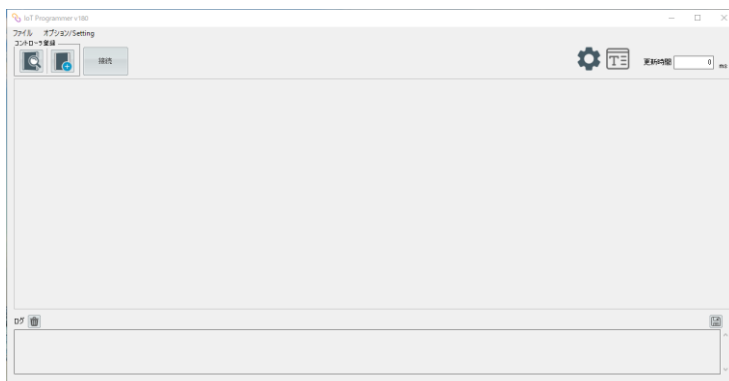 IoT Programmer v180
ファイル オプション/Setting
コントローラ登録
接続
T
更新時間 0 ms
ログ